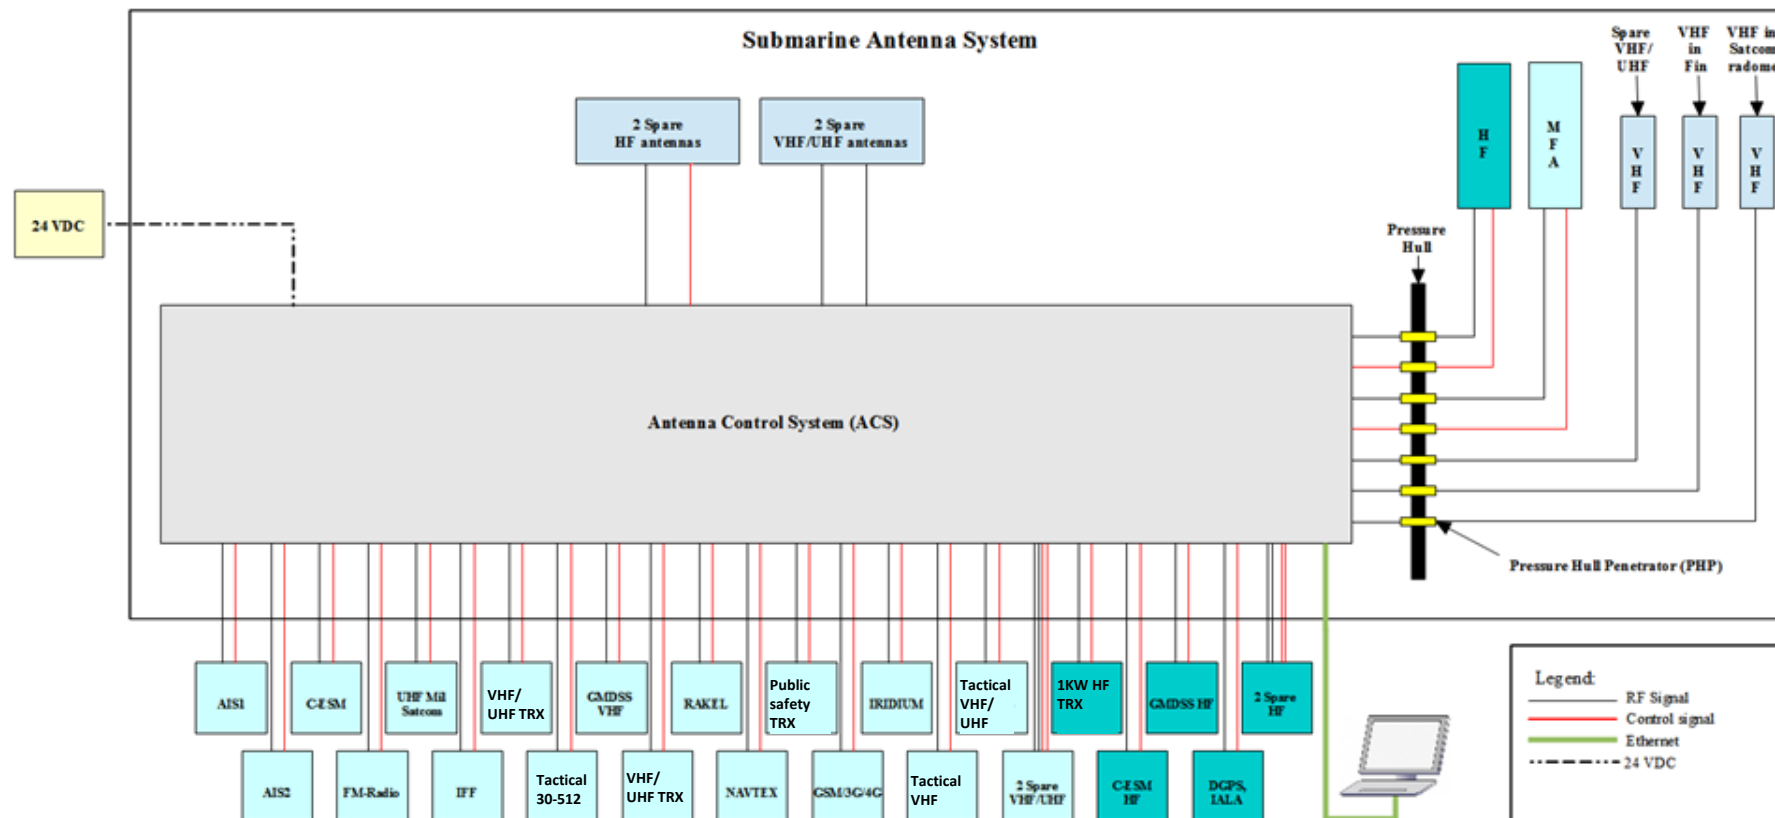 Submarine Antenna System
Spare
VHF/
UHF
VHF
in
Fin
VHF in
Satcom
radome
2 Spare
HF antennas
2 Spare
VHF/UHF antennas
H
F
M
F
A
V
H
F
V
H
F
V
H
F
24 VDC
Pressure
Hull
Antenna Control System (ACS)
Pressure Hull Penetrator (PHP)
AIS1
C-ESM
UHF Mil
Satcom
VHF/
UHF TRX
GMDSS
VHF
RAKEL
Public
safety
TRX
IRIDIUM
Tactical
VHF/
UHF
1KW HF
TRX
GMDSS HF
2 Spare
HF
AIS2
FM-Radio
IFF
Tactical
30-512
VHF/
UHF TRX
NAVTEX
GSM/3G/4G
Tactical
VHF
2 Spare
VHF/UHF
C-ESM
HF
DGPS,
IALA
Legend:
RF Signal
Control signal
Ethernet
24 VDC